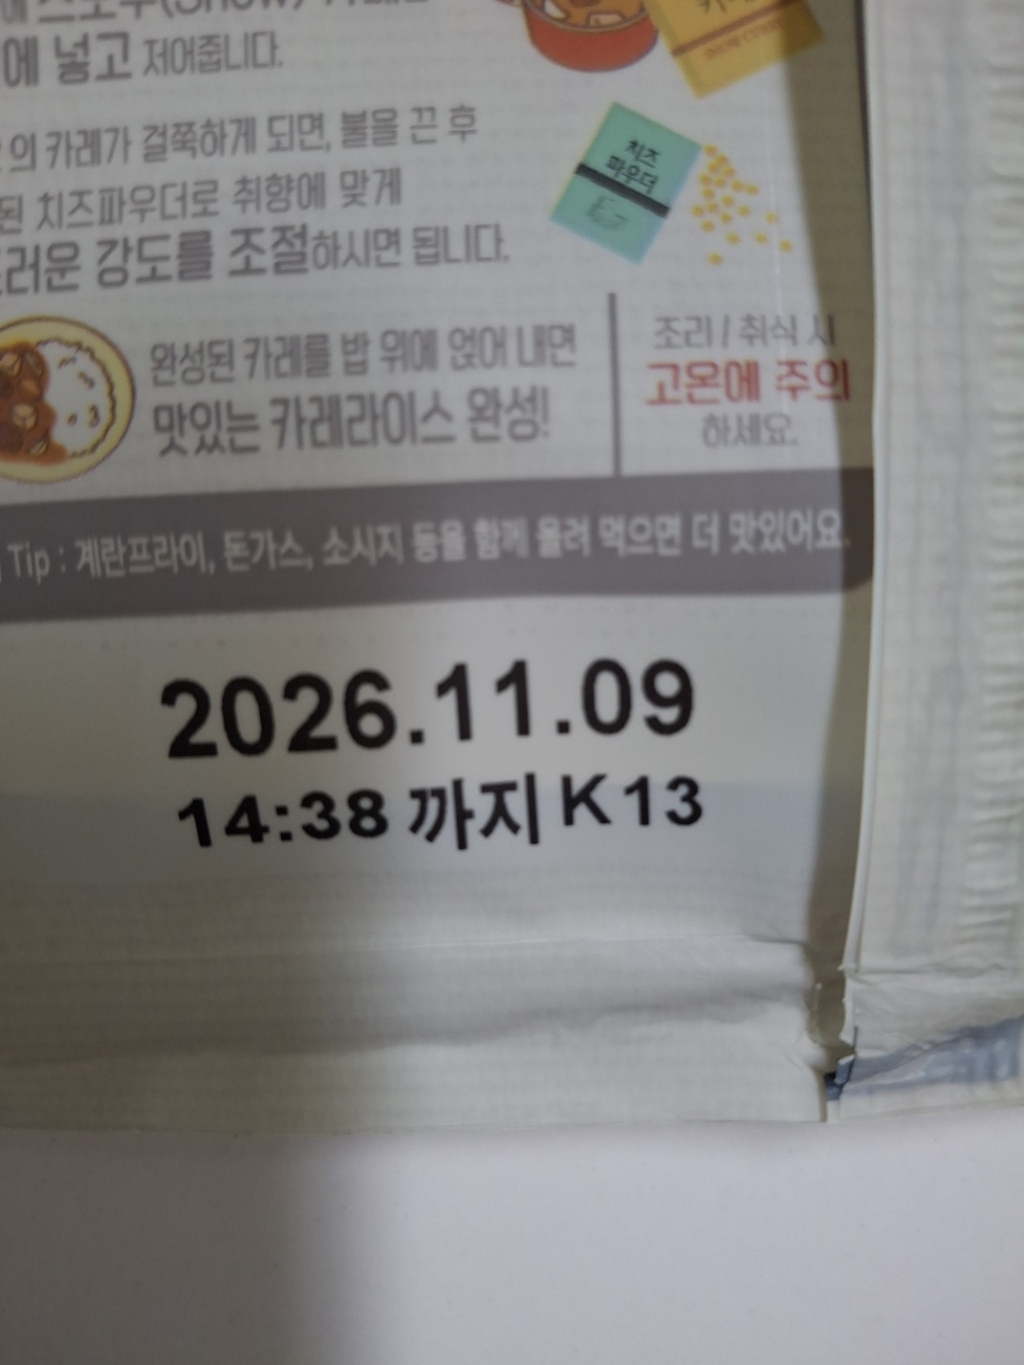 에 넣고 저어줍니다.
의 카레가 걸쭉하게 되면, 불을 끈 후
된 치즈파우더로 취향에 맞게
러운 강도를 조절하시면 됩니다.
치즈
파우더
완성된 카레를 밥 위에 얹어 내면
맛있는 카레라이스 완성!
조리 / 취식 시
고온에 주의
하세요.
Tip : 계란프라이, 돈가스, 소시지 등을 함께 올려 먹으면 더 맛있어요.
2026.11.09
14:38 까지 K13